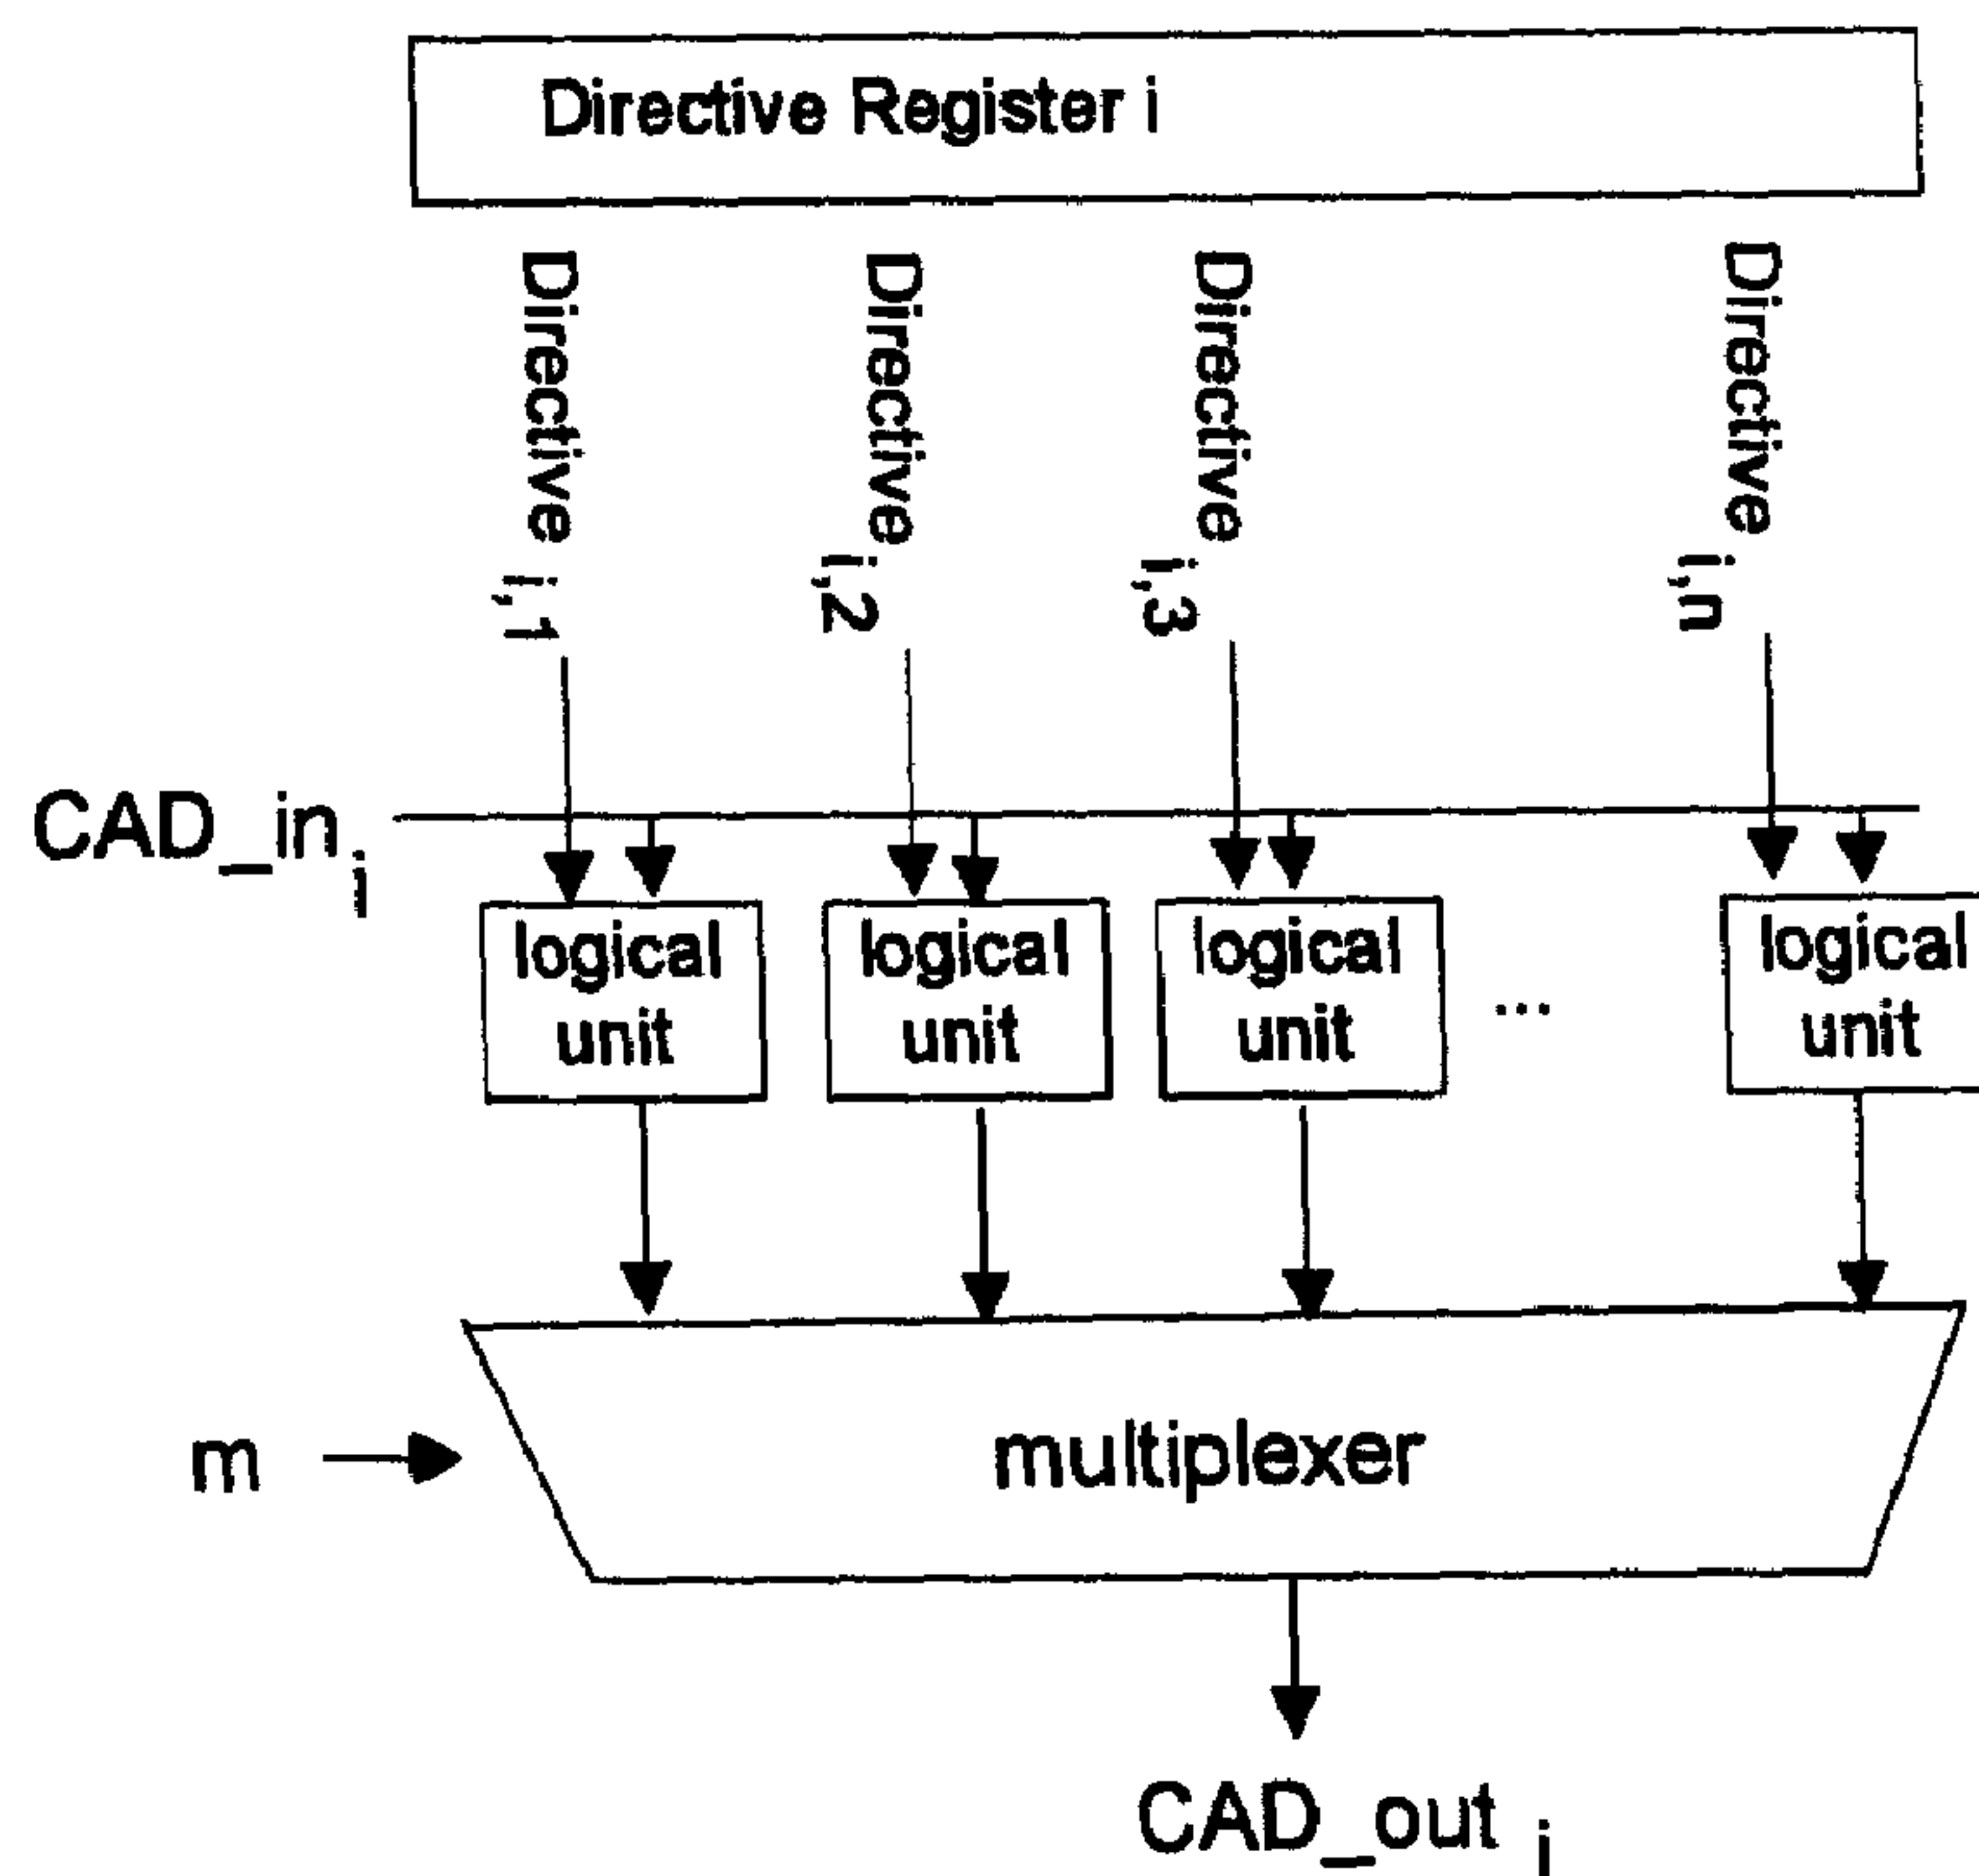 Directive Register i
Directive i,1
Directive i,2
Directive i,3
Directive i,n
CAD_in i
logical
unit
logical
unit
logical
unit
...
logical
unit
m
multiplexer
CAD_out i